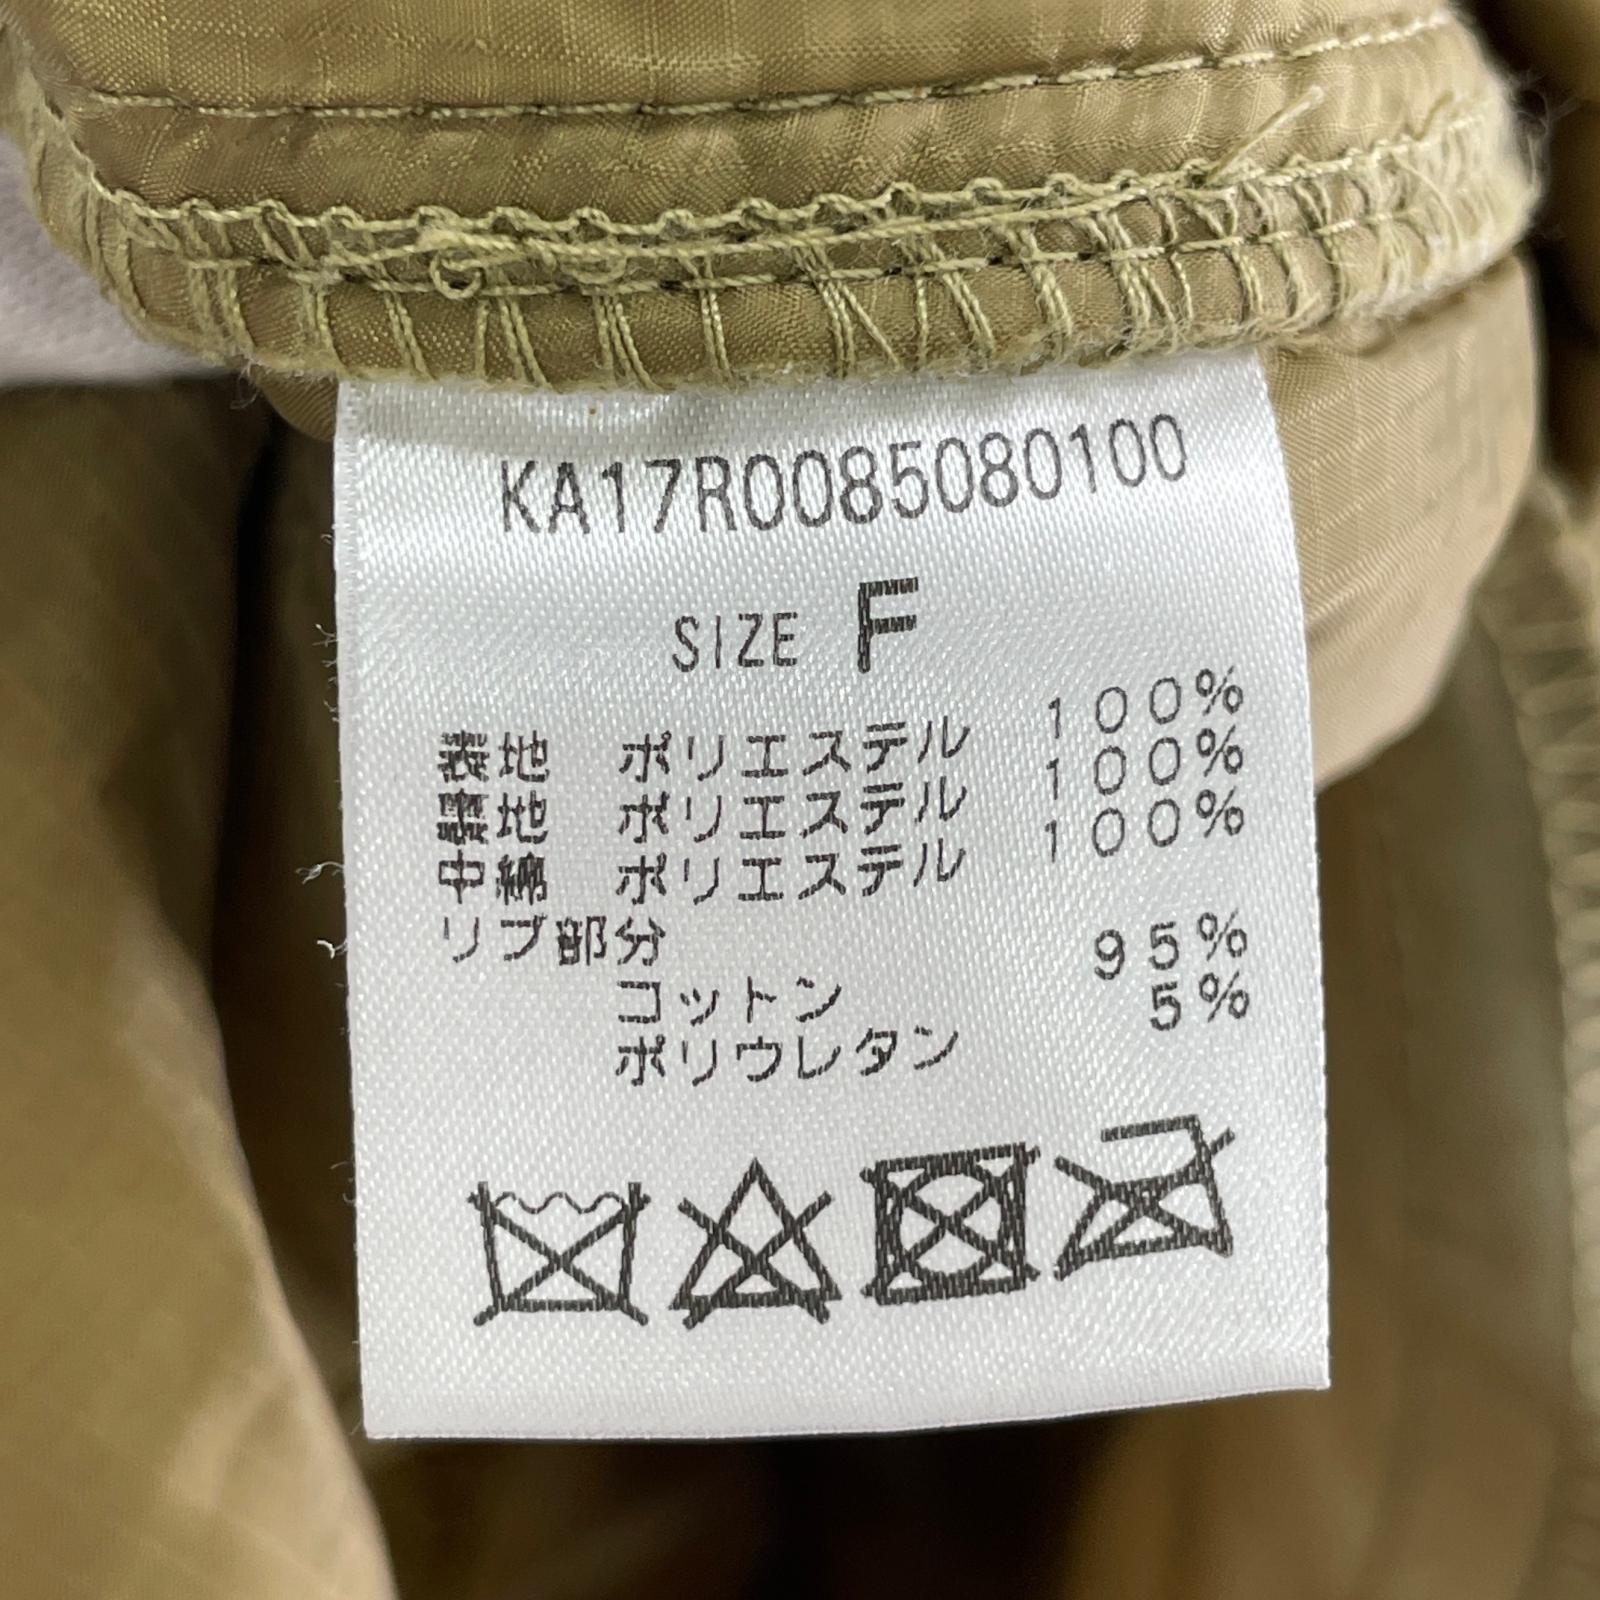 KA17R0085080100
SIZE F
表地 ポリエステル 100%
裏地 ポリエステル 100%
中綿 ポリエステル 100%
リブ部分
コットン 95%
ポリウレタン 5%